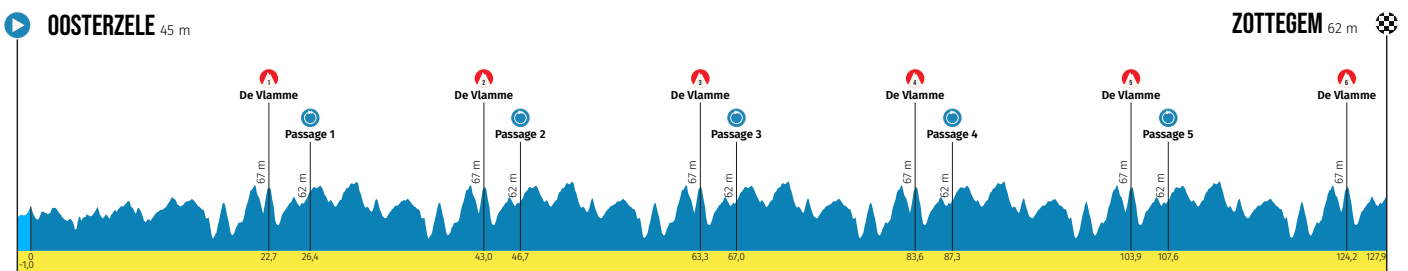 OOSTERZELE 45 m
ZOTTEGEM 62 m
1
De Vlamme
67 m
Passage 1
62 m
2
De Vlamme
67 m
Passage 2
62 m
3
De Vlamme
67 m
Passage 3
62 m
4
De Vlamme
67 m
Passage 4
62 m
5
De Vlamme
67 m
Passage 5
62 m
6
De Vlamme
67 m
-1,0
0
22,7
26,4
43,0
46,7
63,3
67,0
83,6
87,3
103,9
107,6
124,2
127,9